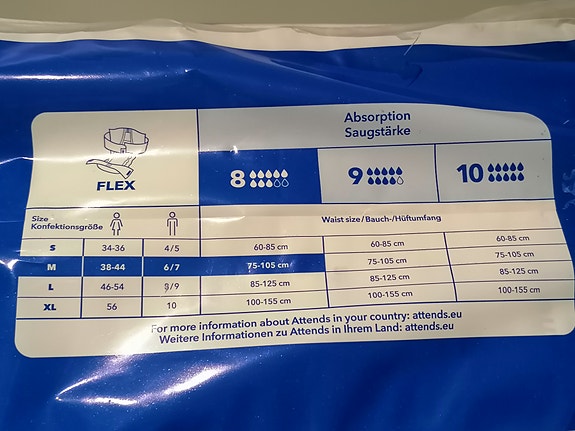 Absorption
Saugstärke
FLEX
8 9 10
Size
Konfektionsgröße
Waist size/Bauch-/Hüftumfang
S 34-36 4/5 60-85 cm 60-85 cm 60-85 cm
M 38-44 6/7 75-105 cm 75-105 cm 75-105 cm
L 46-54 8/9 85-125 cm 85-125 cm 85-125 cm
XL 56 10 100-155 cm 100-155 cm 100-155 cm
For more information about Attends in your country: attends.eu
Weitere Informationen zu Attends in Ihrem Land: attends.eu